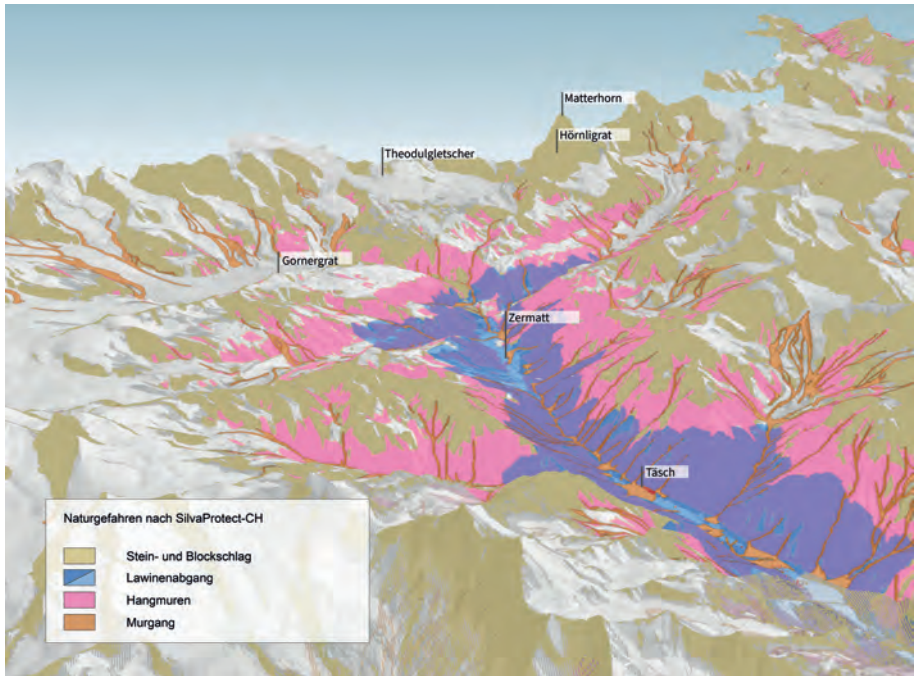 Matterhorn
Hörnligrat
Theodulgletscher
Gornergrat
Zermatt
Täsch
Naturgefahren nach SilvaProtect-CH
Stein- und Blockschlag
Lawinenabgang
Hangmuren
Murgang